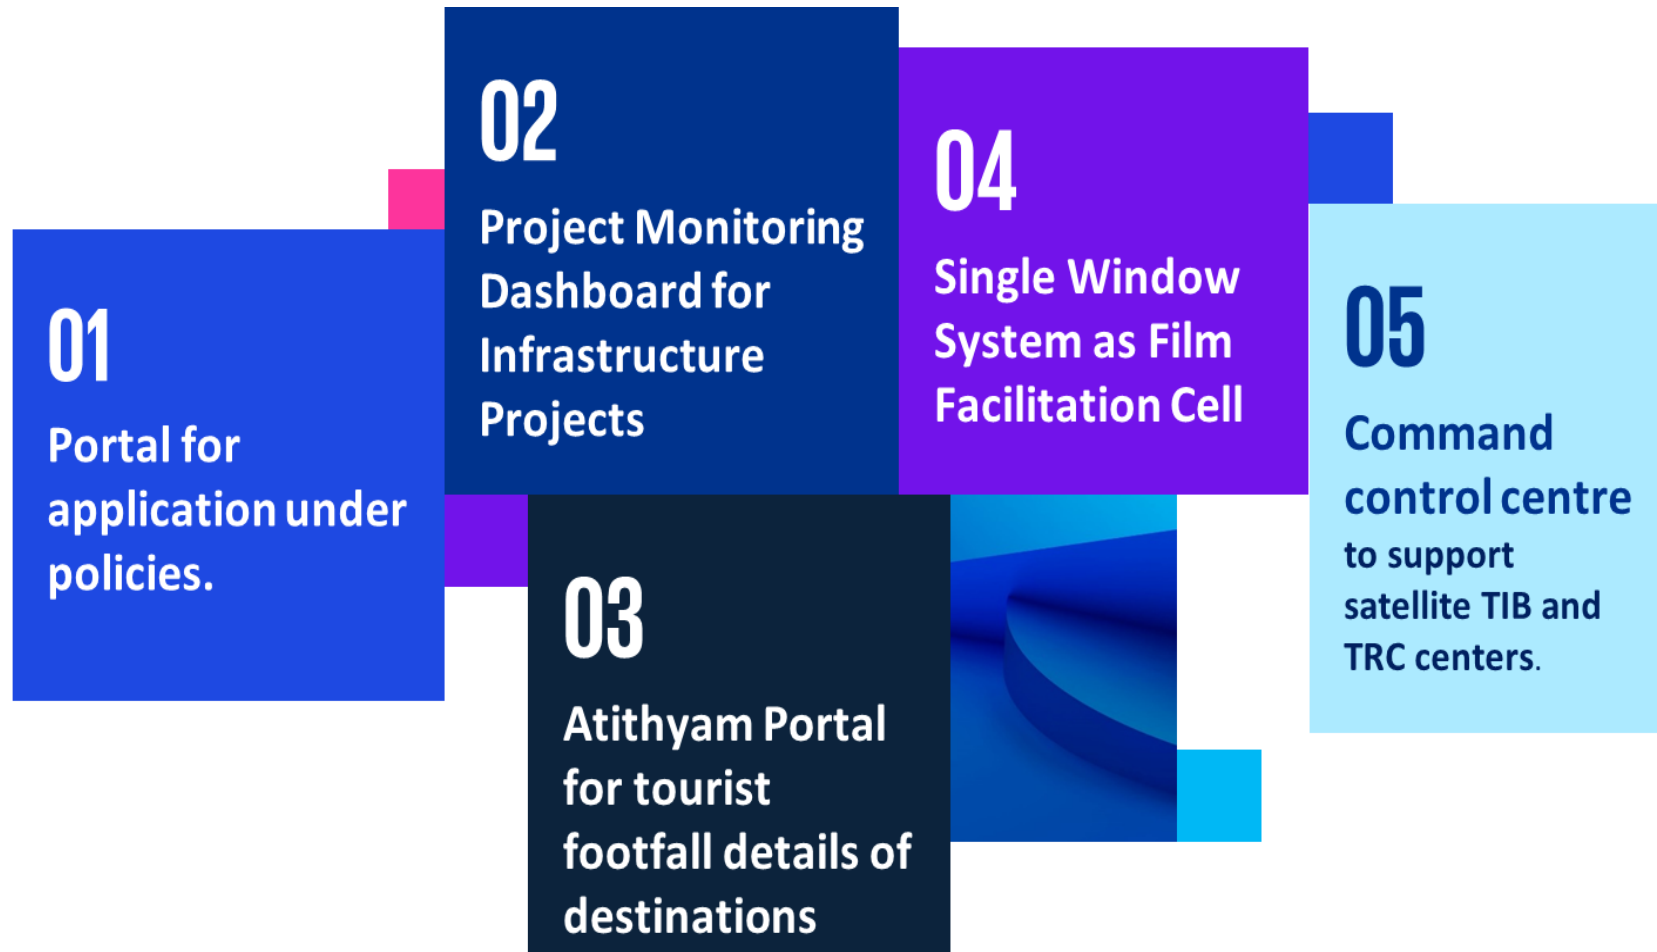 01
Portal for
application under
policies.
02
Project Monitoring
Dashboard for
Infrastructure
Projects
03
Atithyam Portal
for tourist
footfall details of
destinations
04
Single Window
System as Film
Facilitation Cell
05
Command
control centre
to support
satellite TIB and
TRC centers.